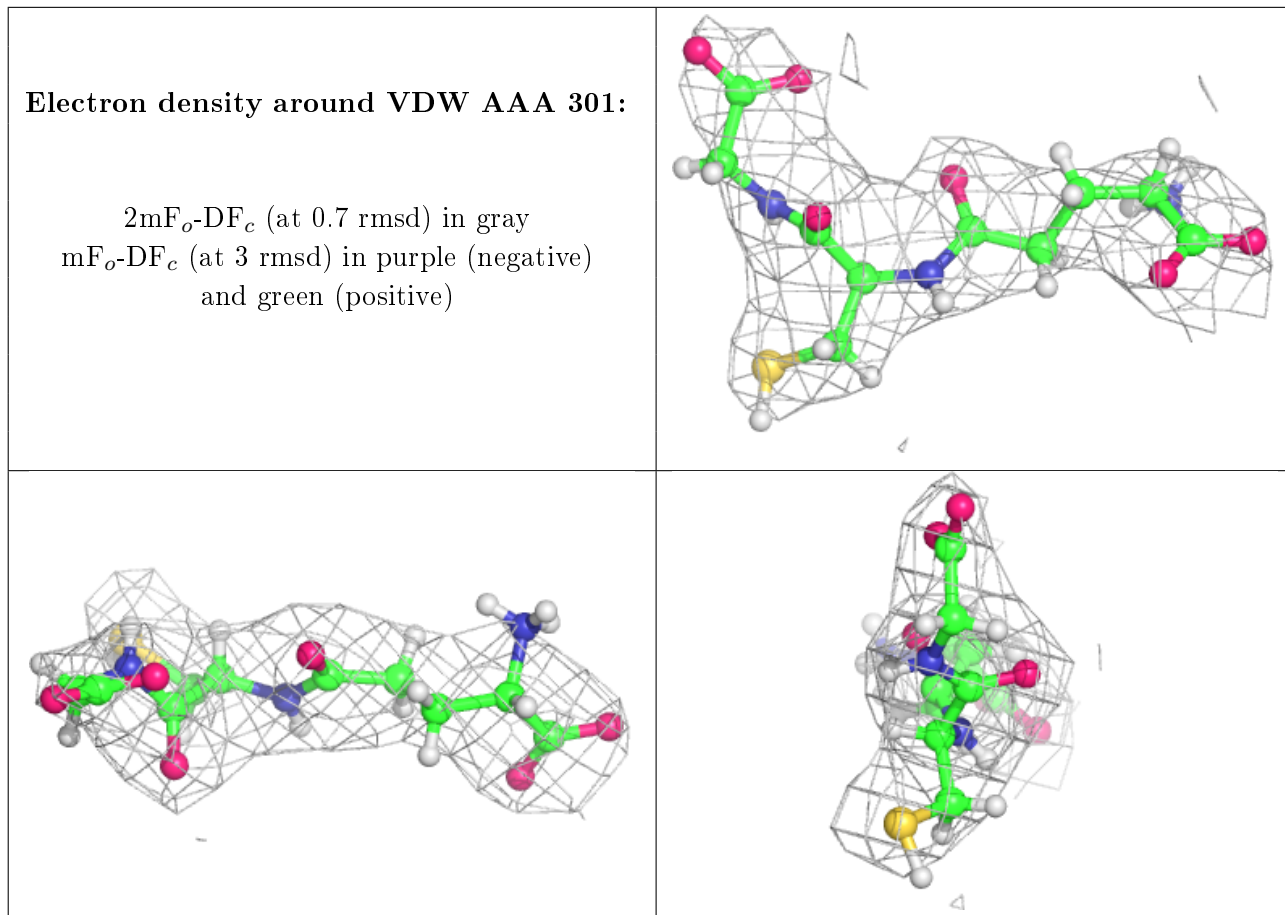 Electron density around VDW AAA 301:
2mFₒ-DF𝒸 (at 0.7 rmsd) in gray
mFₒ-DF𝒸 (at 3 rmsd) in purple (negative)
and green (positive)